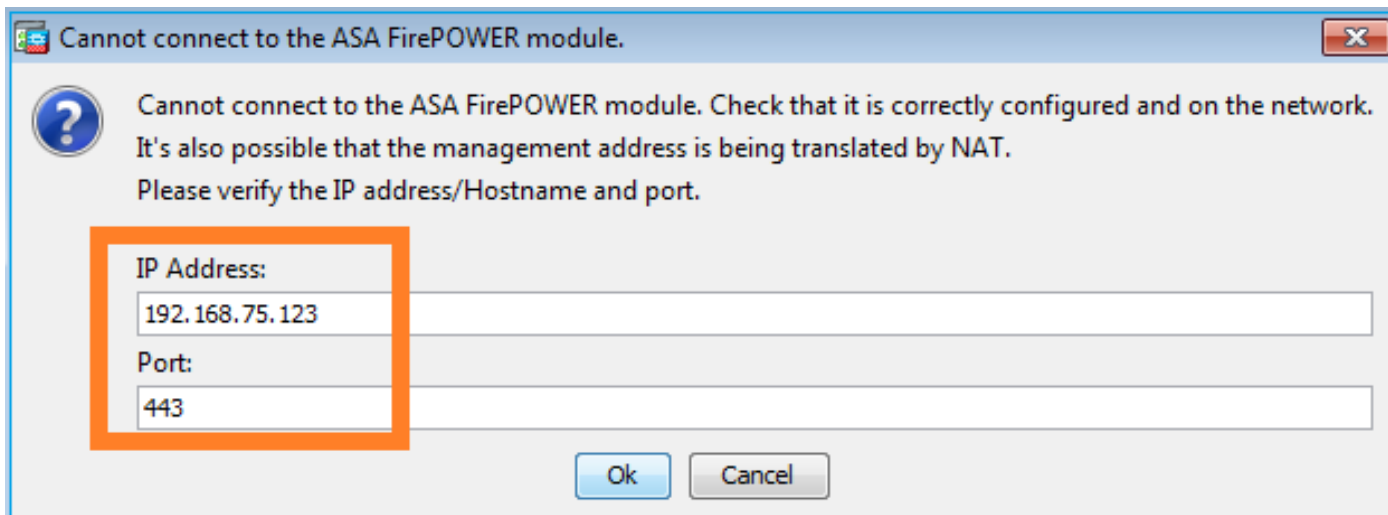 Cannot connect to the ASA FirePOWER module.
Cannot connect to the ASA FirePOWER module. Check that it is correctly configured and on the network.
It's also possible that the management address is being translated by NAT.
Please verify the IP address/Hostname and port.
IP Address:
192.168.75.123
Port:
443
Ok Cancel